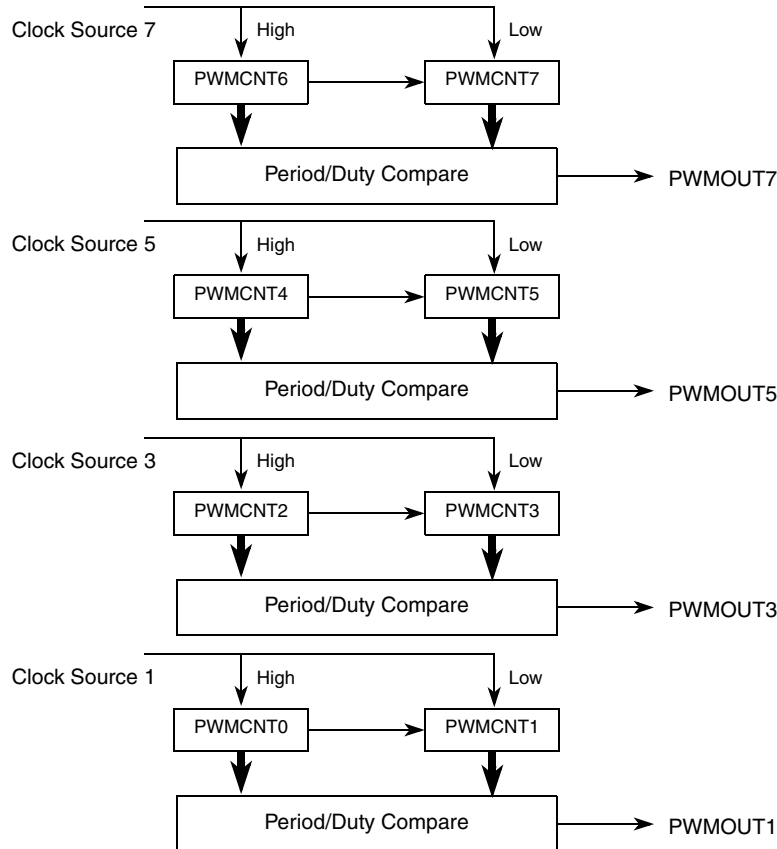 Clock Source 7
High
Low
PWMCNT6
PWMCNT7
Period/Duty Compare
PWMOUT7
Clock Source 5
High
Low
PWMCNT4
PWMCNT5
Period/Duty Compare
PWMOUT5
Clock Source 3
High
Low
PWMCNT2
PWMCNT3
Period/Duty Compare
PWMOUT3
Clock Source 1
High
Low
PWMCNT0
PWMCNT1
Period/Duty Compare
PWMOUT1